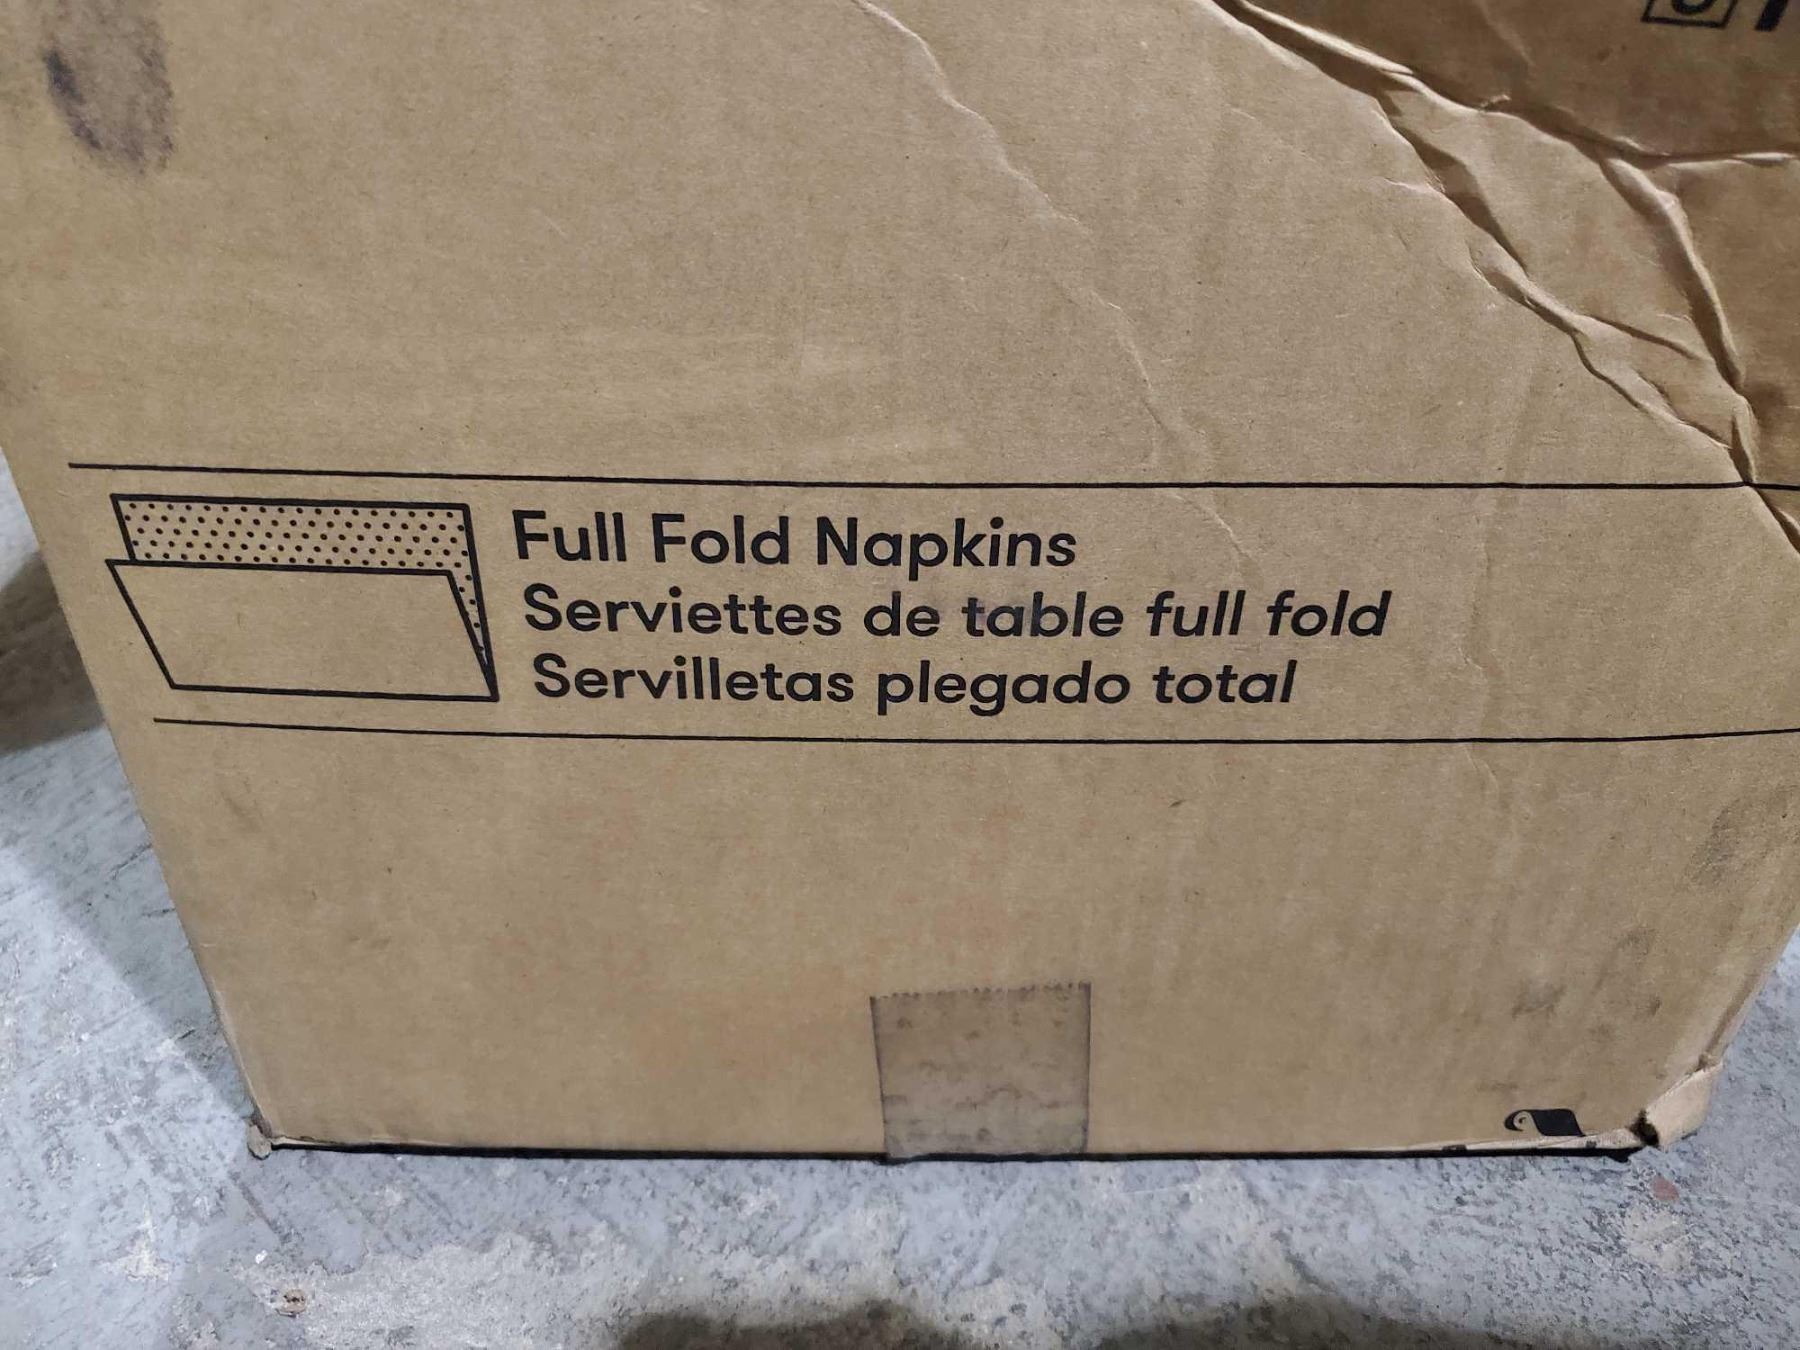 Full Fold Napkins
Serviettes de table full fold
Servilletas plegado total